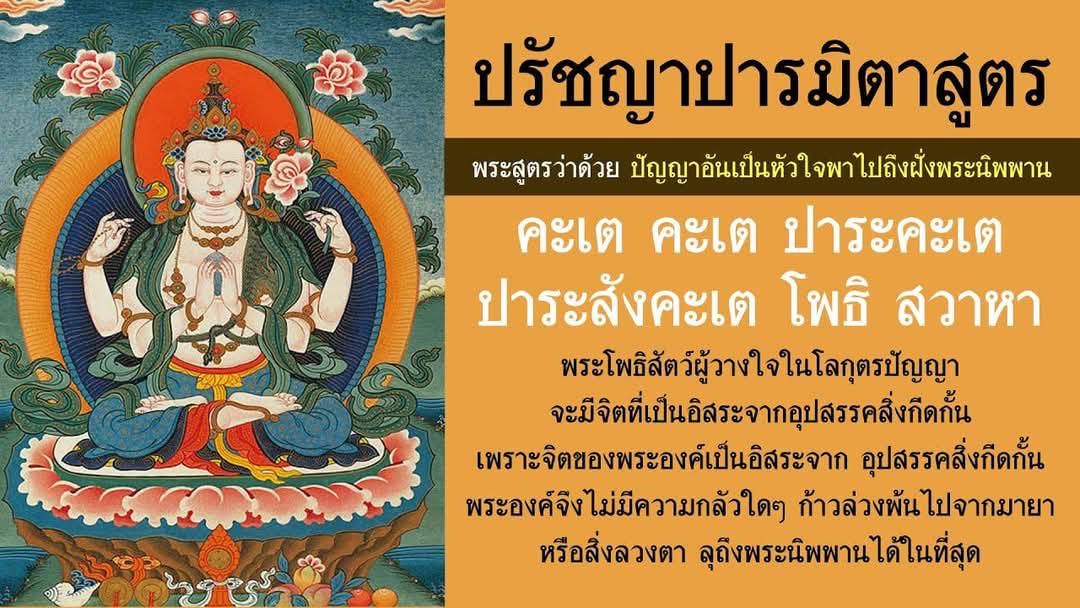 ปรัชญาปารมิตาสูตร
พระสูตรว่าด้วย ปัญญาอันเป็นหัวใจพาไปถึงฝั่งพระนิพพาน
คะเต คะเต ปาระคะเต
ปาระสังคะเต โพธิ สวาหา
พระโพธิสัตว์ผู้วางใจในโลกุตรปัญญา
จะมีจิตที่เป็นอิสระจากอุปสรรคสิ่งกีดกั้น
เพราะจิตของพระองค์เป็นอิสระจาก อุปสรรคสิ่งกีดกั้น
พระองค์จึงไม่มีความกลัวใดๆ ก้าวล่วงพ้นไปจากมายา
หรือสิ่งลวงตา ลุถึงพระนิพพานได้ในที่สุด